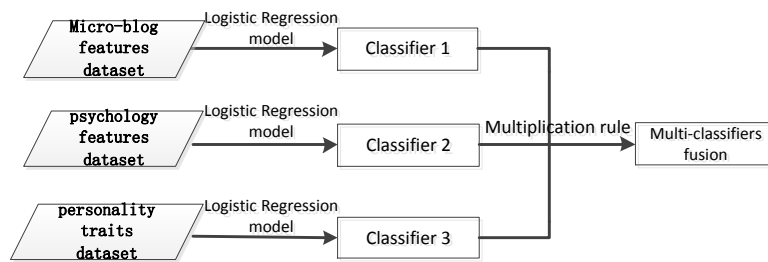 Micro-blog
features
dataset
Logistic Regression
model
Classifier 1
psychology
features
dataset
Logistic Regression
model
Classifier 2
Multiplication rule
Multi-classifiers
fusion
personality
traits
dataset
Logistic Regression
model
Classifier 3